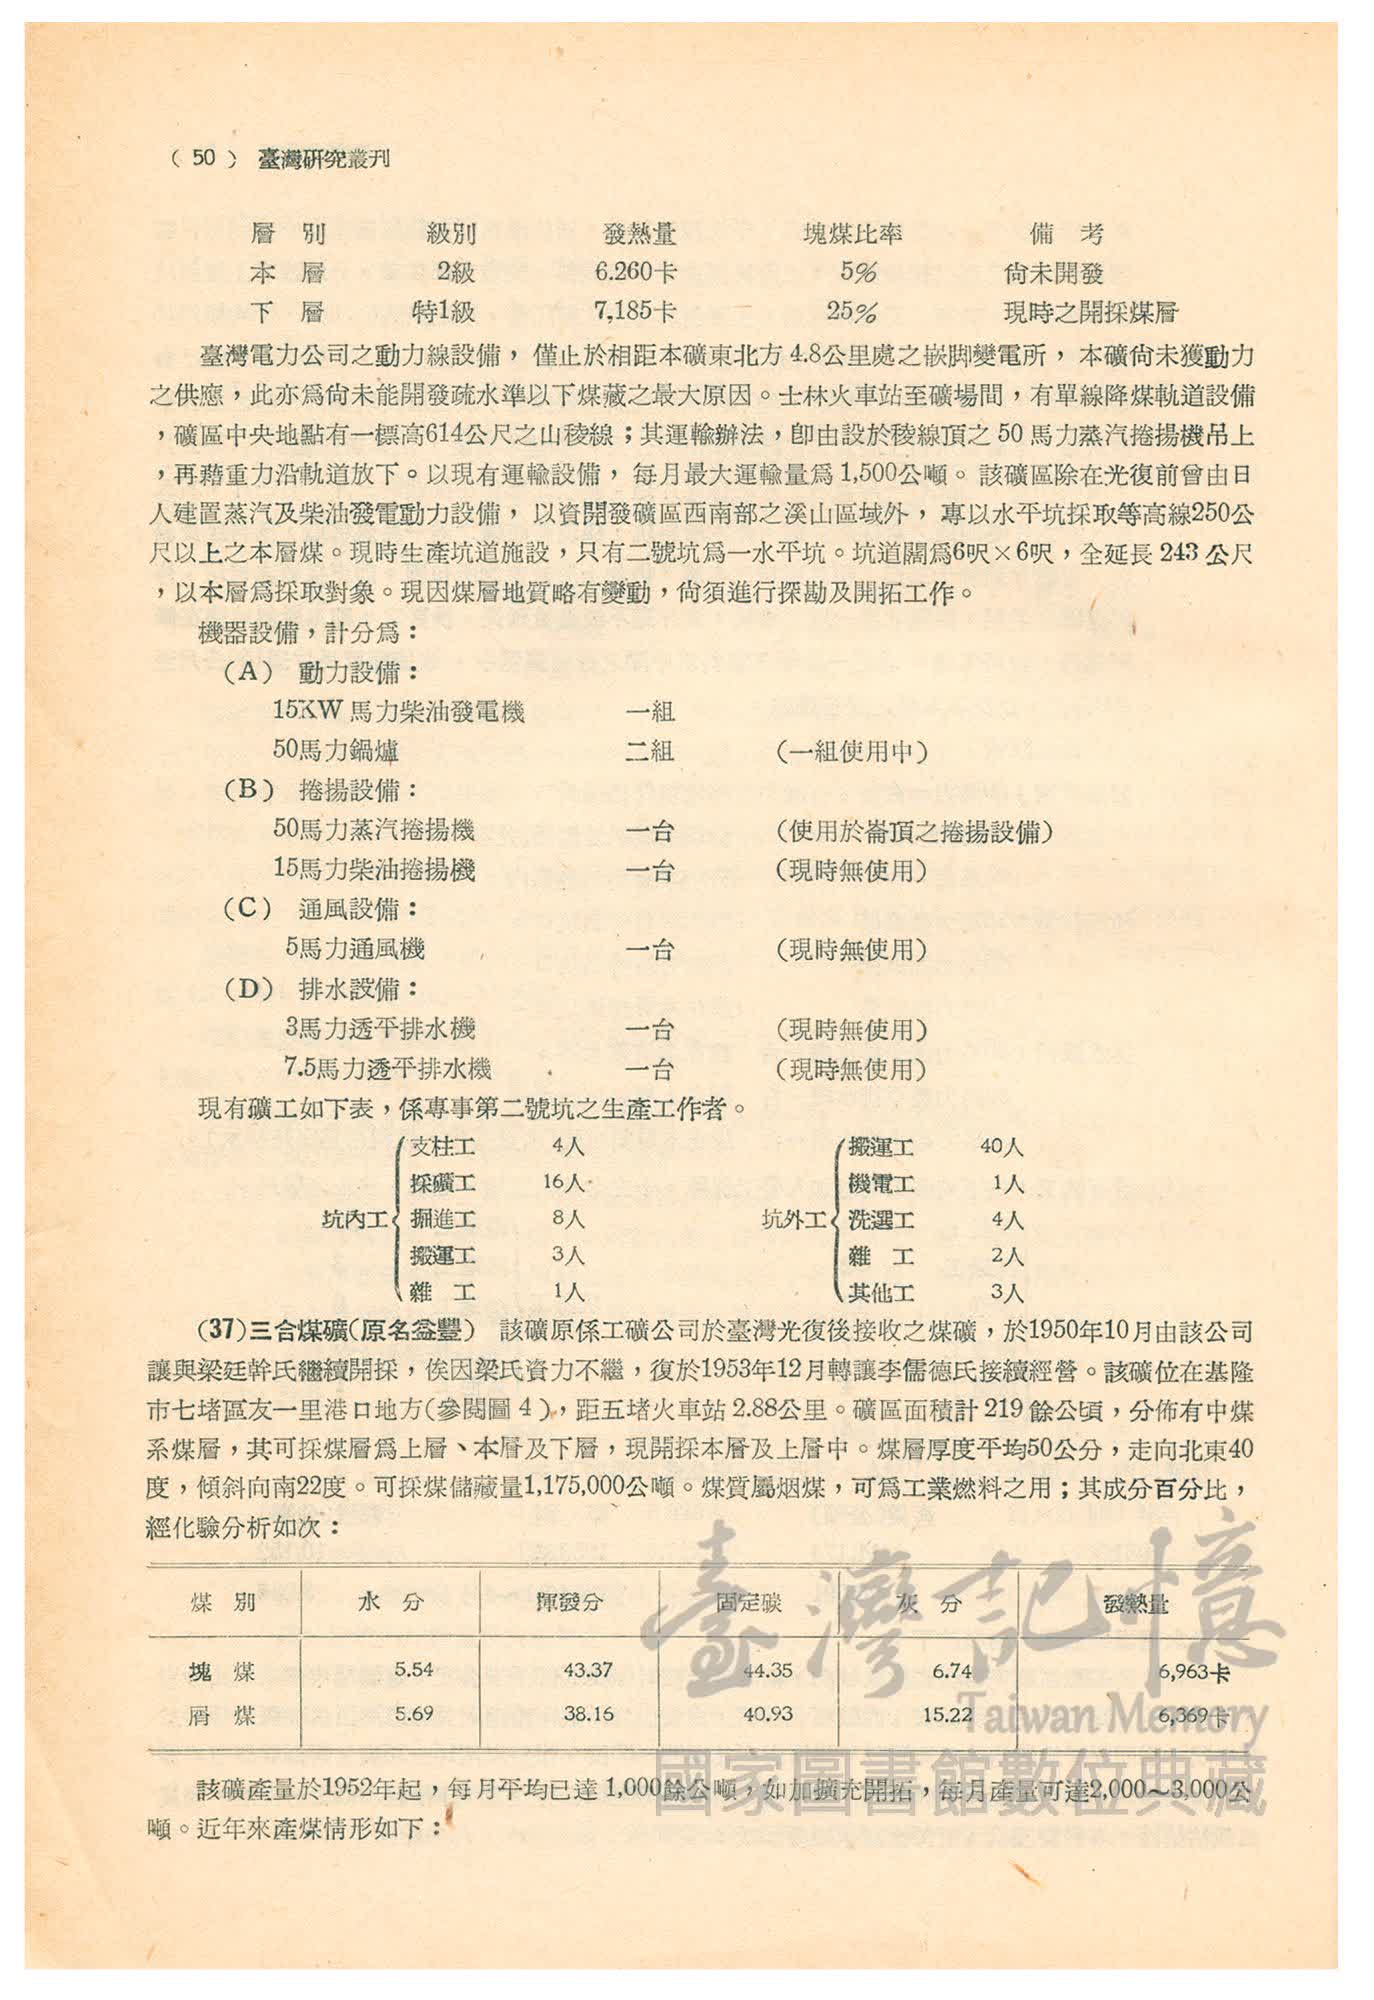 ( 50 ) 臺灣研究叢刊
層 別 級別 發熱量 塊煤比率 備 考
本 層 2級 6.260卡 5% 尙未開發
下 層 特1級 7,185卡 25% 現時之開採煤層
臺灣電力公司之動力線設備，僅止於相距本礦東北方4.8公里處之嵌脚變電所，本礦尙未獲動力
之供應，此亦爲尙未能開發疏水準以下煤藏之最大原因。士林火車站至礦場間，有單線降煤軌道設備
，礦區中央地點有一標高614公尺之山稜線；其運輸辦法，卽由設於稜線頂之50馬力蒸汽捲揚機吊上
，再藉重力沿軌道放下。以現有運輸設備，每月最大運輸量爲1,500公噸。該礦區除在光復前曾由日
人建置蒸汽及柴油發電動力設備，以資開發礦區西南部之溪山區域外，專以水平坑採取等高線250公
尺以上之本層煤。現時生產坑道施設，只有二號坑爲一水平坑。坑道闊爲6呎×6呎，全延長243公尺
，以本層爲採取對象。現因煤層地質略有變動，尙須進行探勘及開拓工作。
機器設備，計分爲：
(A) 動力設備：
15KW馬力柴油發電機 一組
50馬力鍋爐 二組 (一組使用中)
(B) 捲揚設備：
50馬力蒸汽捲揚機 一台 (使用於崙頂之捲揚設備)
15馬力柴油捲揚機 一台 (現時無使用)
(C) 通風設備：
5馬力通風機 一台 (現時無使用)
(D) 排水設備：
3馬力透平排水機 一台 (現時無使用)
7.5馬力透平排水機 一台 (現時無使用)
現有礦工如下表，係專事第二號坑之生產工作者。
支柱工 4人 搬運工 40人
採礦工 16人 機電工 1人
坑內工 掘進工 8人 坑外工 洗選工 4人
搬運工 3人 雜 工 2人
雜 工 1人 其他工 3人
(37)三合煤礦(原名益豐) 該礦原係工礦公司於臺灣光復後接收之煤礦，於1950年10月由該公司
讓與梁廷幹氏繼續開採，俟因梁氏資力不繼，復於1953年12月轉讓李儒德氏接續經營。該礦位在基隆
市七堵區友一里港口地方(參閱圖4)，距五堵火車站2.88公里。礦區面積計219餘公頃，分佈有中煤
系煤層，其可採煤層爲上層、本層及下層，現開採本層及上層中。煤層厚度平均50公分，走向北東40
度，傾斜向南22度。可採煤儲藏量1,175,000公噸。煤質屬烟煤，可爲工業燃料之用；其成分百分比，
經化驗分析如次：
煤 別 水 分 揮發分 固定碳 灰 分 發熱量
塊 煤 5.54 43.37 44.35 6.74 6,963卡
屑 煤 5.69 38.16 40.93 15.22 6,369卡
該礦產量於1952年起，每月平均已達1,000餘公噸，如加擴充開拓，每月產量可達2,000～3,000公
噸。近年來產煤情形如下：
臺灣記憶
Taiwan Memory
國家圖書館數位典藏